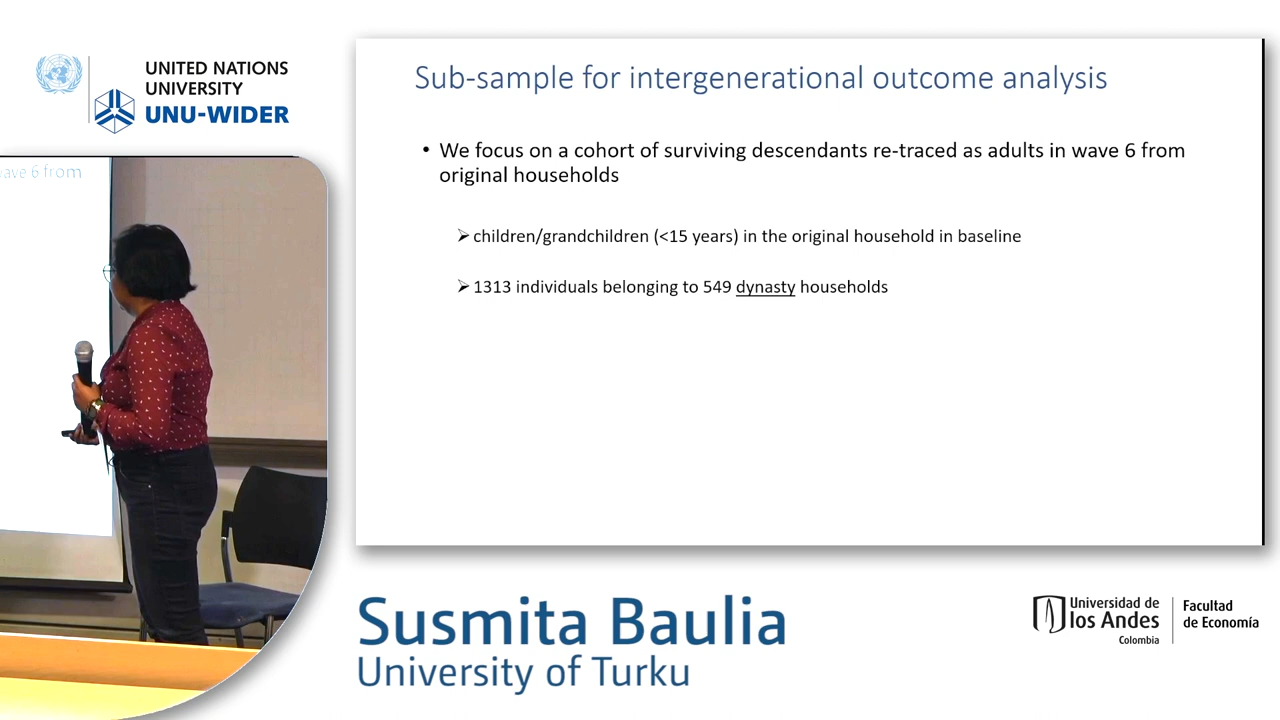 UNITED NATIONS
UNIVERSITY
UNU-WIDER
wave 6 from
Sub-sample for intergenerational outcome analysis
• We focus on a cohort of surviving descendants re-traced as adults in wave 6 from
original households
➢ children/grandchildren (<15 years) in the original household in baseline
➢ 1313 individuals belonging to 549 dynasty households
Susmita Baulia
University of Turku
Universidad de
los Andes
Colombia
Facultad
de Economía